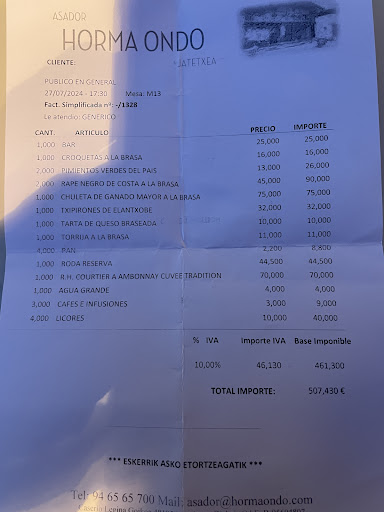 ASADOR
HORMA ONDO
JATETXEA
CLIENTE:
PUBLICO EN GENERAL
27/07/2024 - 17:30 Mesa: M13
Fact. Simplificada nº: -/1328
Le atendio: GENERICO
CANT. ARTICULO PRECIO IMPORTE
1,000 BAR 25,000 25,000
1,000 CROQUETAS A LA BRASA 16,000 16,000
2,000 PIMIENTOS VERDES DEL PAIS 13,000 26,000
2,000 RAPE NEGRO DE COSTA A LA BRASA 45,000 90,000
1,000 CHULETA DE GANADO MAYOR A LA BRASA 75,000 75,000
1,000 TXIPIRONES DE ELANTXOBE 32,000 32,000
1,000 TARTA DE QUESO BRASEADA 10,000 10,000
1,000 TORRIJA A LA BRASA 11,000 11,000
4,000 PAN 2,200 8,800
1,000 RODA RESERVA 44,500 44,500
1,000 R.H. COURTIER A AMBONNAY CUVEE TRADITION 70,000 70,000
1,000 AGUA GRANDE 4,000 4,000
3,000 CAFES E INFUSIONES 3,000 9,000
4,000 LICORES 10,000 40,000
% IVA Importe IVA Base Imponible
10,00% 46,130 461,300
TOTAL IMPORTE: 507,430 €
*** ESKERRIK ASKO ETORTZEAGATIK ***
Tel: 94 65 65 700 Mail: asador@hormaondo.com